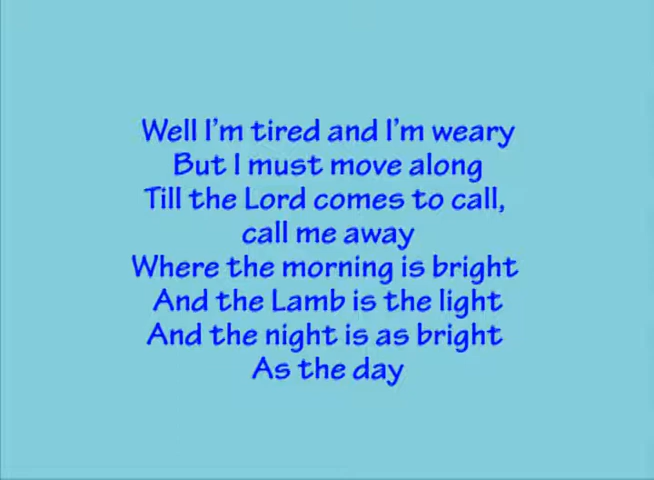 Well I'm tired and I'm weary
But I must move along
Till the Lord comes to call,
call me away
Where the morning is bright
And the Lamb is the light
And the night is as bright
As the day